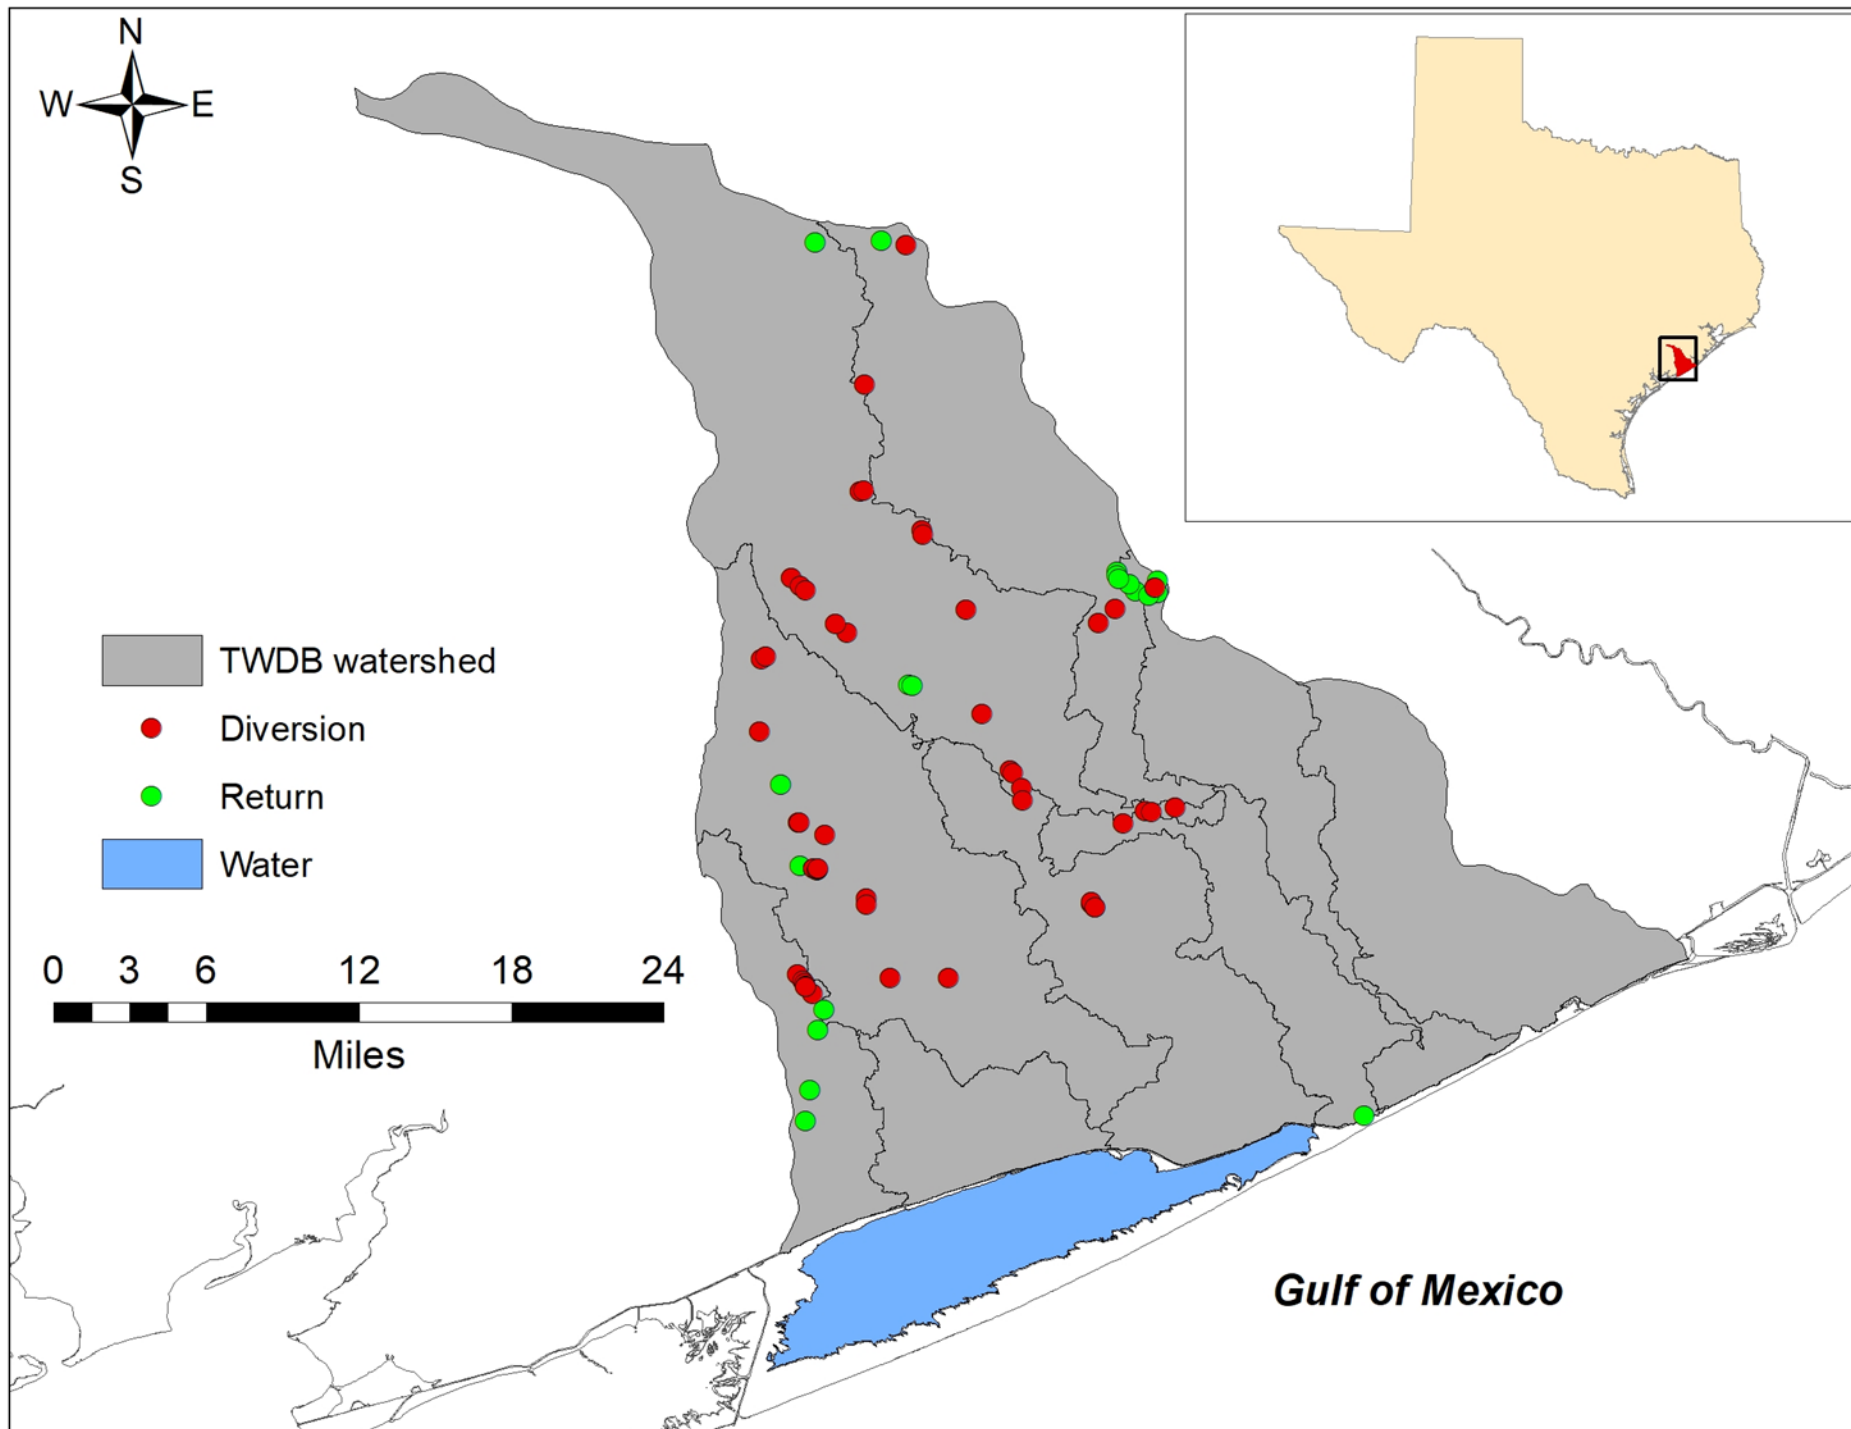 N
W E
S
TWDB watershed
Diversion
Return
Water
0 3 6 12 18 24
Miles
Gulf of Mexico